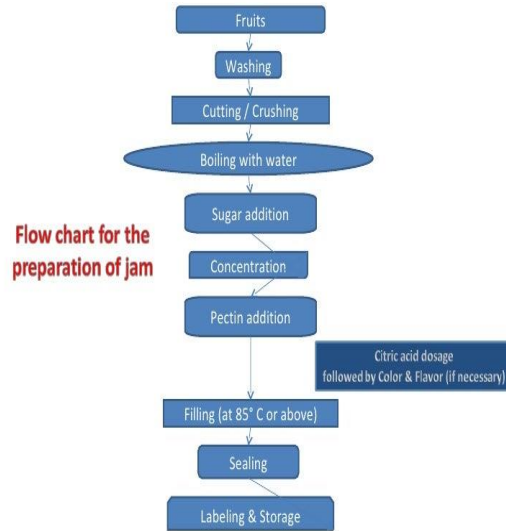 Fruits
Washing
Cutting / Crushing
Boiling with water
Sugar addition
Flow chart for the
preparation of jam
Concentration
Pectin addition
Citric acid dosage
followed by Color & Flavor (if necessary)
Filling (at 85° C or above)
Sealing
Labeling & Storage